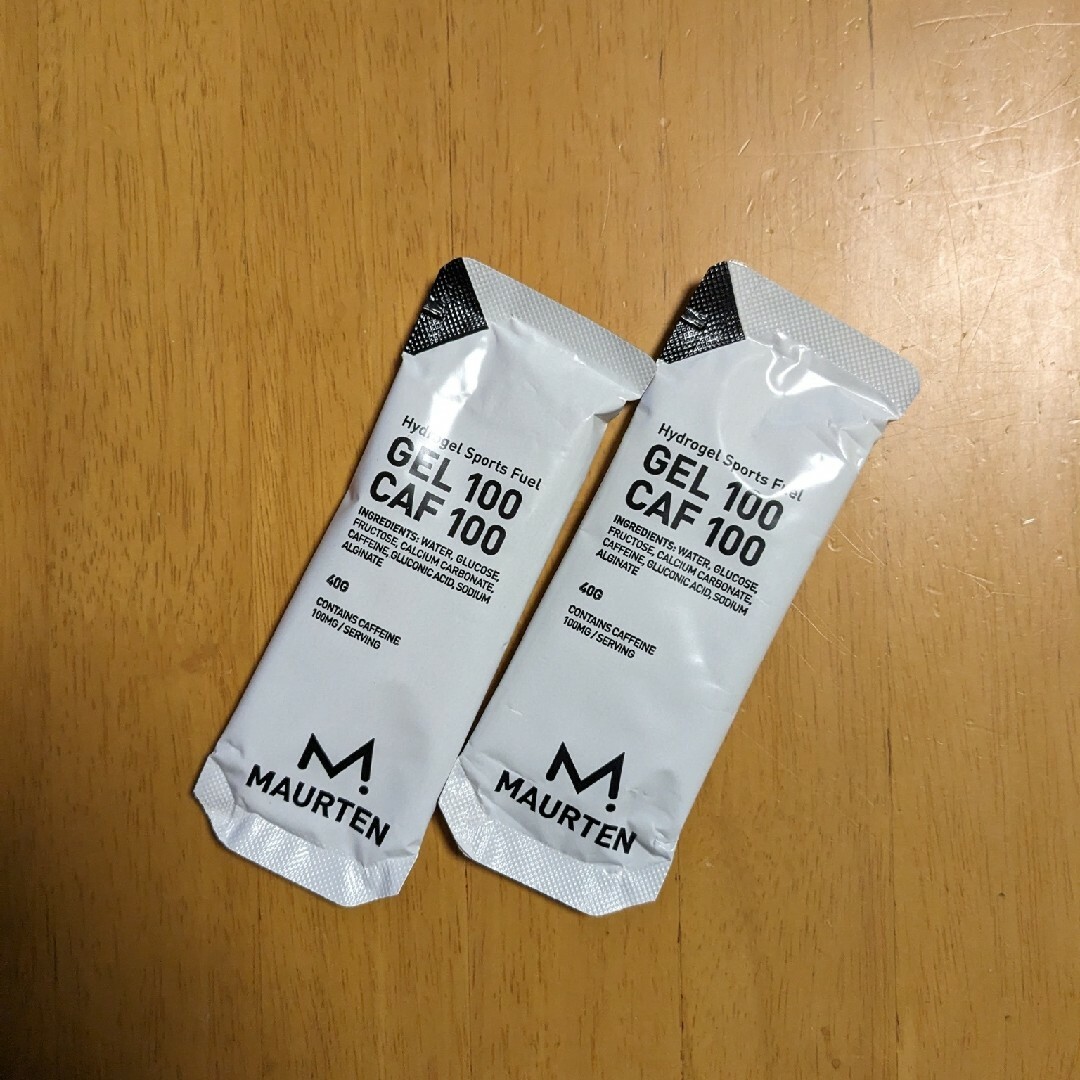 Hydrogel Sports Fuel
GEL 100
CAF 100
INGREDIENTS: WATER, GLUCOSE,
FRUCTOSE, CALCIUM CARBONATE,
CAFFEINE, GLUCONIC ACID, SODIUM
ALGINATE
40G
CONTAINS CAFFEINE
100MG / SERVING
M
MAURTEN
Hydrogel Sports Fuel
GEL 100
CAF 100
INGREDIENTS: WATER, GLUCOSE,
FRUCTOSE, CALCIUM CARBONATE,
CAFFEINE, GLUCONIC ACID, SODIUM
ALGINATE
40G
CONTAINS CAFFEINE
100MG / SERVING
M
MAURTEN